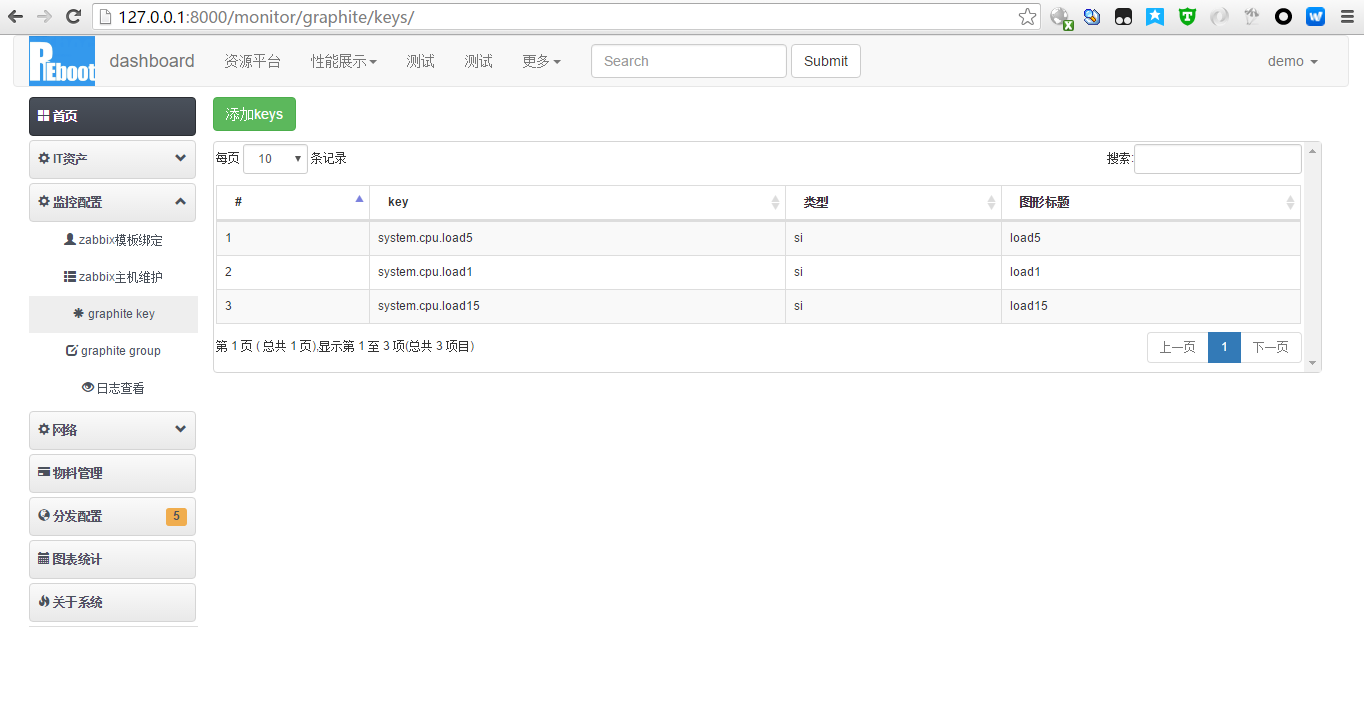 127.0.0.1:8000/monitor/graphite/keys/
REboot dashboard 资源平台 性能展示 测试 测试 更多 Search Submit demo
首页
IT资产
监控配置
zabbix模板绑定
zabbix主机维护
graphite key
graphite group
日志查看
网络
物料管理
分发配置 5
图表统计
关于系统
添加keys
每页 10 条记录 搜索:
# key 类型 图形标题
1 system.cpu.load5 si load5
2 system.cpu.load1 si load1
3 system.cpu.load15 si load15
第 1 页 ( 总共 1 页),显示第 1 至 3 项(总共 3 项目) 上一页 1 下一页